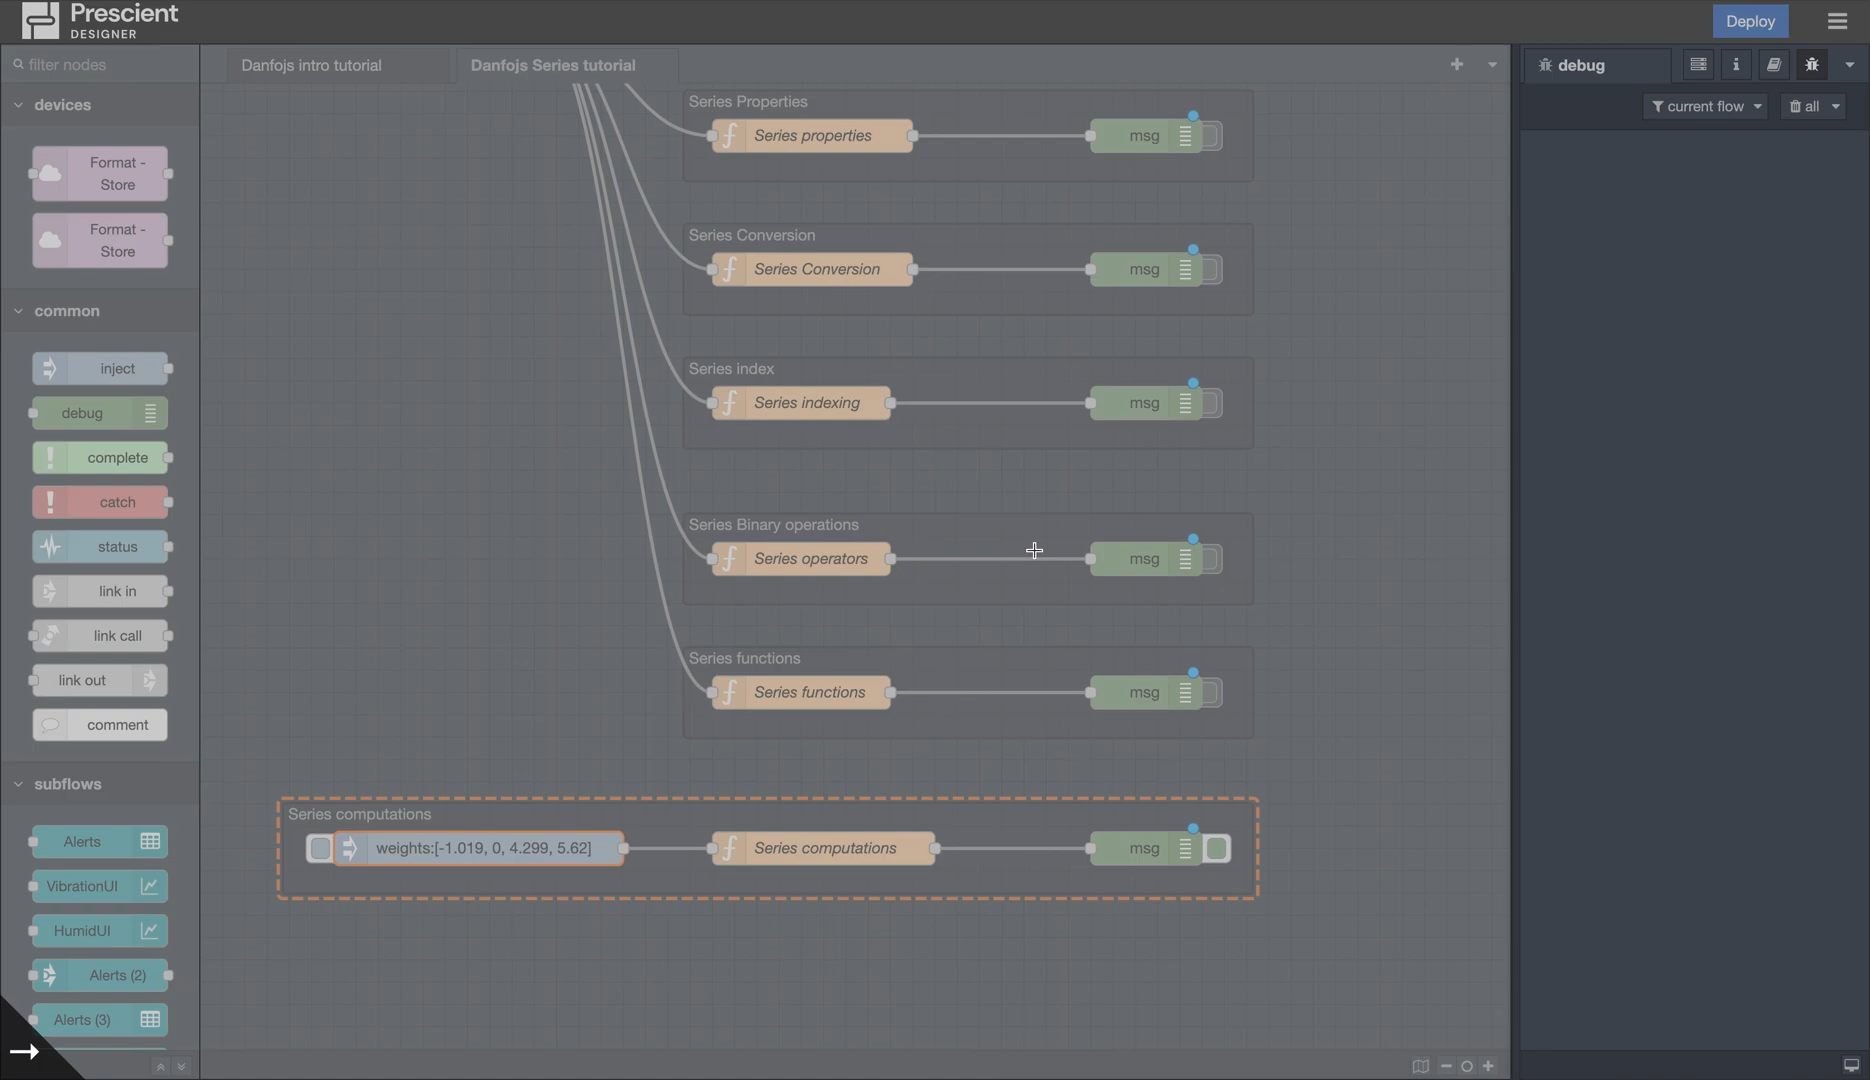 Prescient
DESIGNER
Deploy
filter nodes
Danfojs intro tutorial
Danfojs Series tutorial
debug
current flow
all
devices
Format -
Store
Format -
Store
common
inject
debug
complete
catch
status
link in
link call
link out
comment
subflows
Alerts
VibrationUI
HumidUI
Alerts (2)
Alerts (3)
Series Properties
Series properties
msg
Series Conversion
Series Conversion
msg
Series index
Series indexing
msg
Series Binary operations
Series operators
msg
Series functions
Series functions
msg
Series computations
weights:[-1.019, 0, 4.299, 5.62]
Series computations
msg